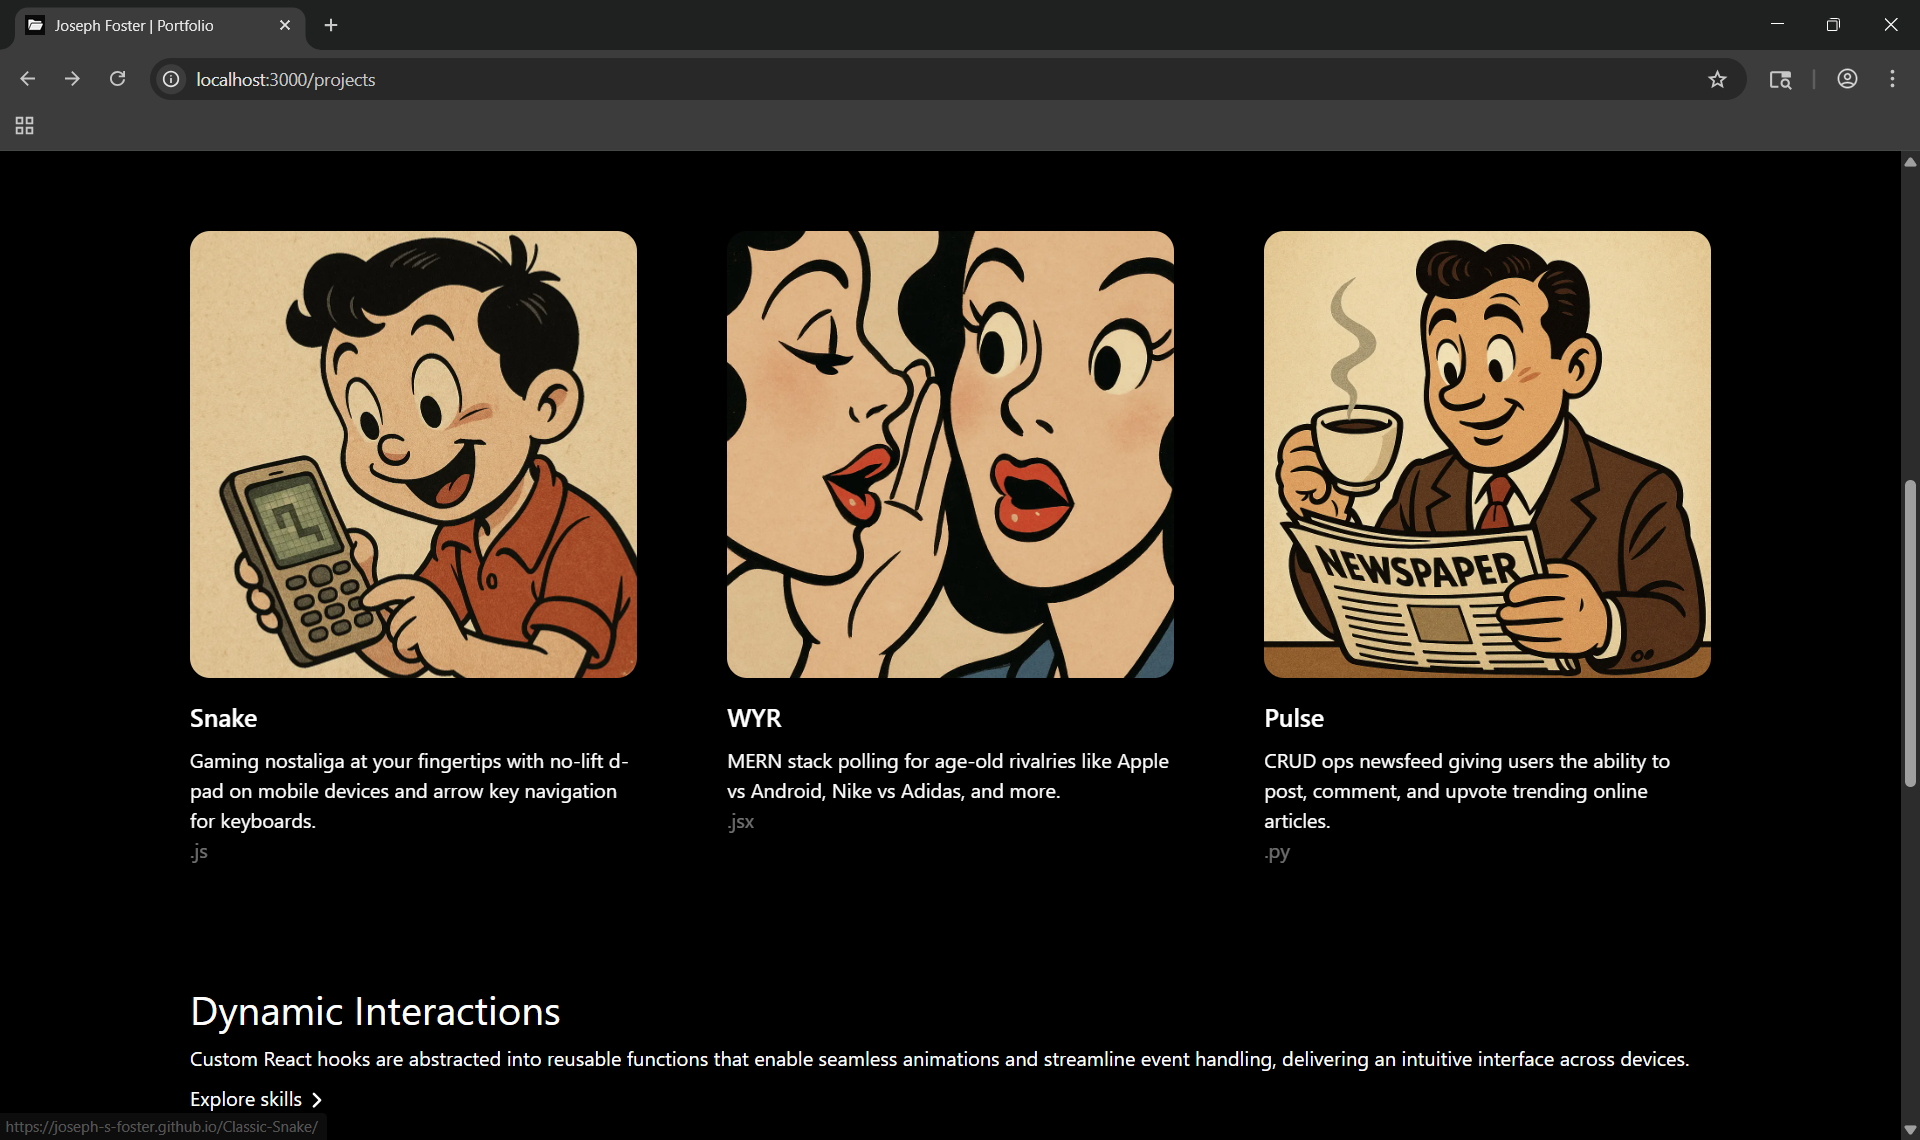 Joseph Foster | Portfolio
localhost:3000/projects
NEWSPAPER
Snake
WYR
Pulse
Gaming nostaliga at your fingertips with no-lift d-
pad on mobile devices and arrow key navigation
for keyboards.
.js
MERN stack polling for age-old rivalries like Apple
vs Android, Nike vs Adidas, and more.
.jsx
CRUD ops newsfeed giving users the ability to
post, comment, and upvote trending online
articles.
.py
Dynamic Interactions
Custom React hooks are abstracted into reusable functions that enable seamless animations and streamline event handling, delivering an intuitive interface across devices.
Explore skills
https://joseph-s-foster.github.io/Classic-Snake/